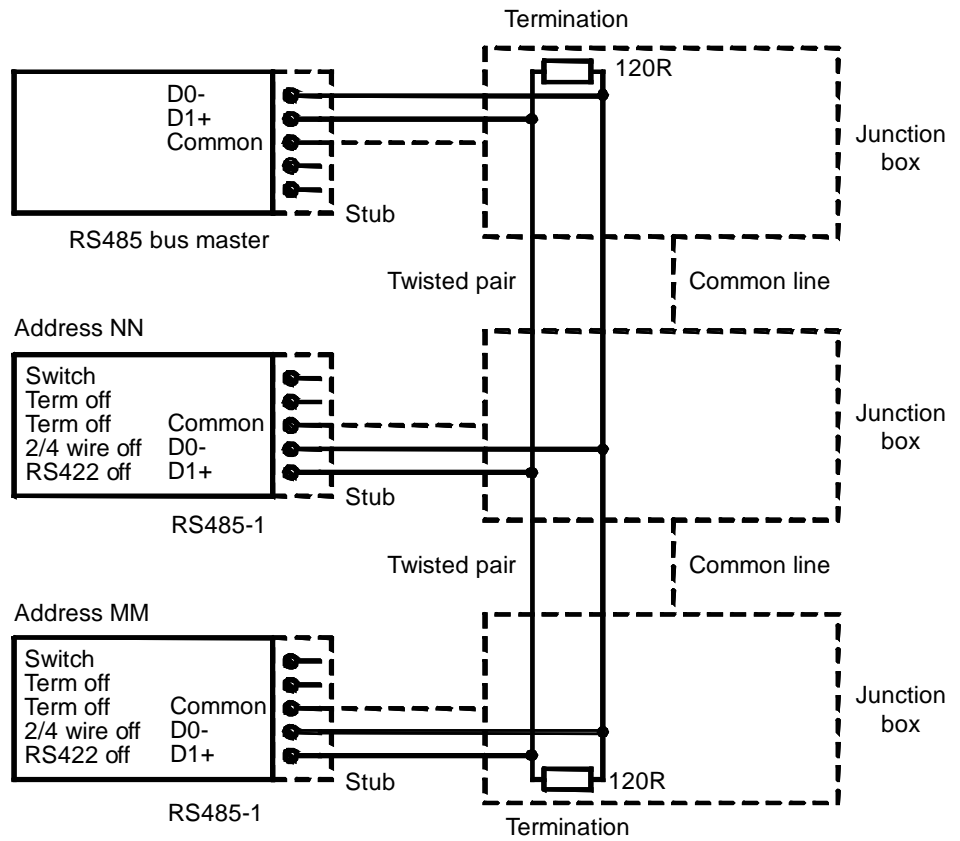 Termination
120R
D0-
D1+
Common
Junction
box
Stub
RS485 bus master
Twisted pair
Common line
Address NN
Switch
Term off
Term off
Common
2/4 wire off
D0-
RS422 off
D1+
Junction
box
Stub
RS485-1
Twisted pair
Common line
Address MM
Switch
Term off
Term off
Common
2/4 wire off
D0-
RS422 off
D1+
Junction
box
Stub
120R
RS485-1
Termination